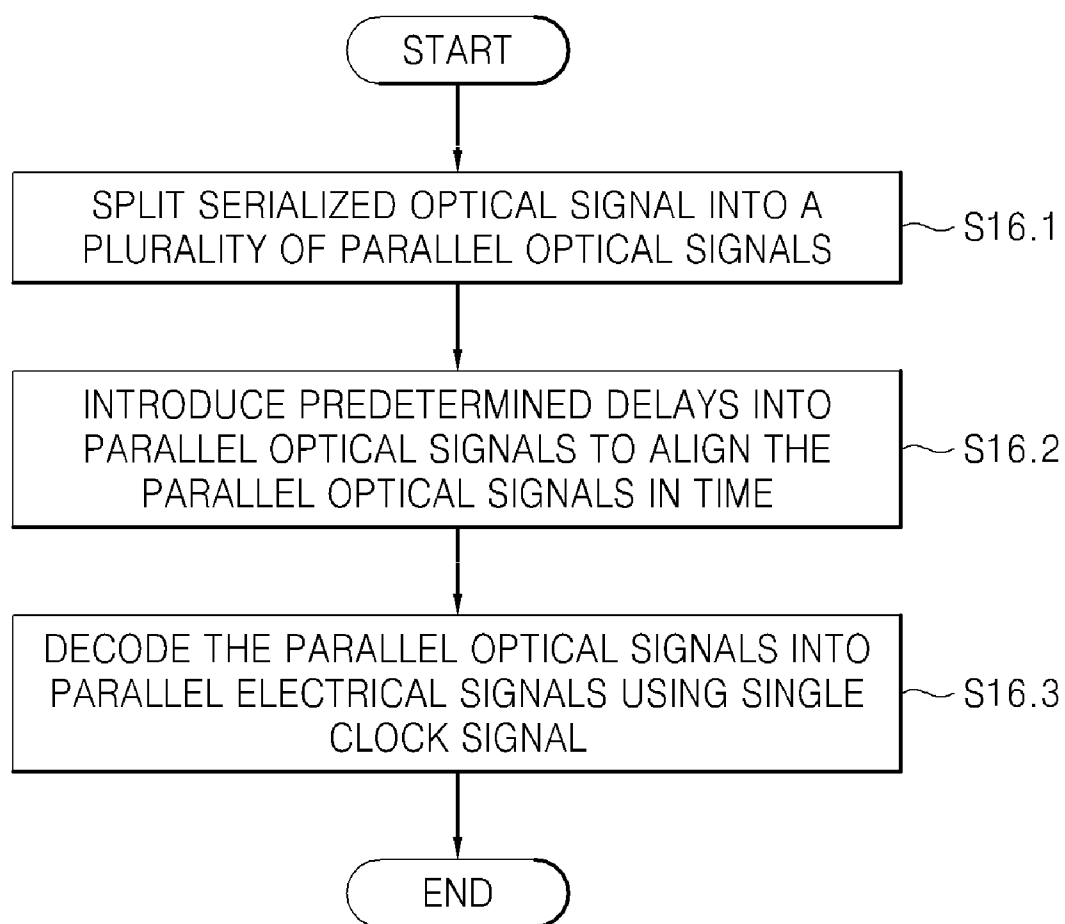 START
SPLIT SERIALIZED OPTICAL SIGNAL INTO A
PLURALITY OF PARALLEL OPTICAL SIGNALS
S16.1
INTRODUCE PREDETERMINED DELAYS INTO
PARALLEL OPTICAL SIGNALS TO ALIGN THE
PARALLEL OPTICAL SIGNALS IN TIME
S16.2
DECODE THE PARALLEL OPTICAL SIGNALS INTO
PARALLEL ELECTRICAL SIGNALS USING SINGLE
CLOCK SIGNAL
S16.3
END